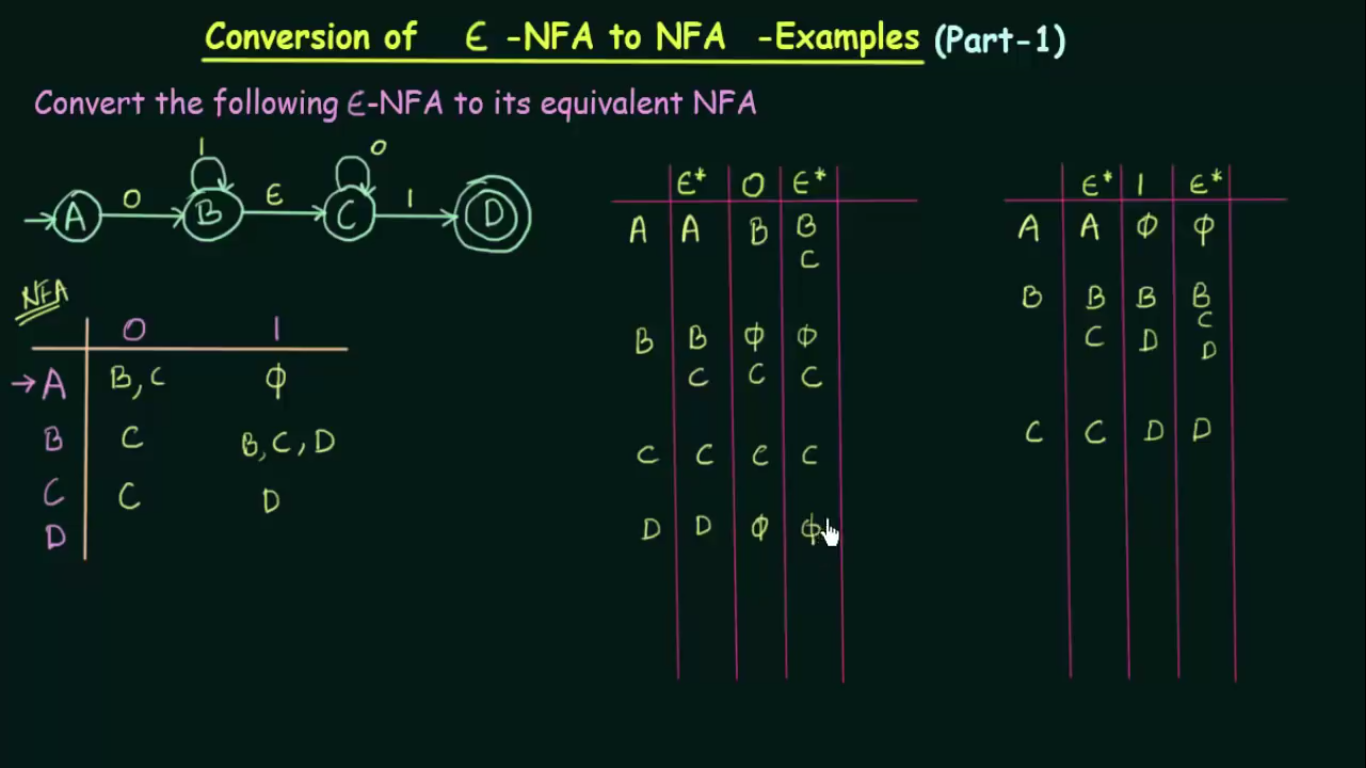 Conversion of ϵ -NFA to NFA -Examples (Part-1)
Convert the following ϵ-NFA to its equivalent NFA
1 0
0 ϵ 1
A B C D
NFA
0 1
→ A B, C ϕ
B C B, C, D
C C D
D
ϵ* 0 ϵ*
A A B B
C
B B ϕ ϕ
C C C
C C C C
D D ϕ ϕ
ϵ* 1 ϵ*
A A ϕ ϕ
B B B B
C
C D D
C C D D